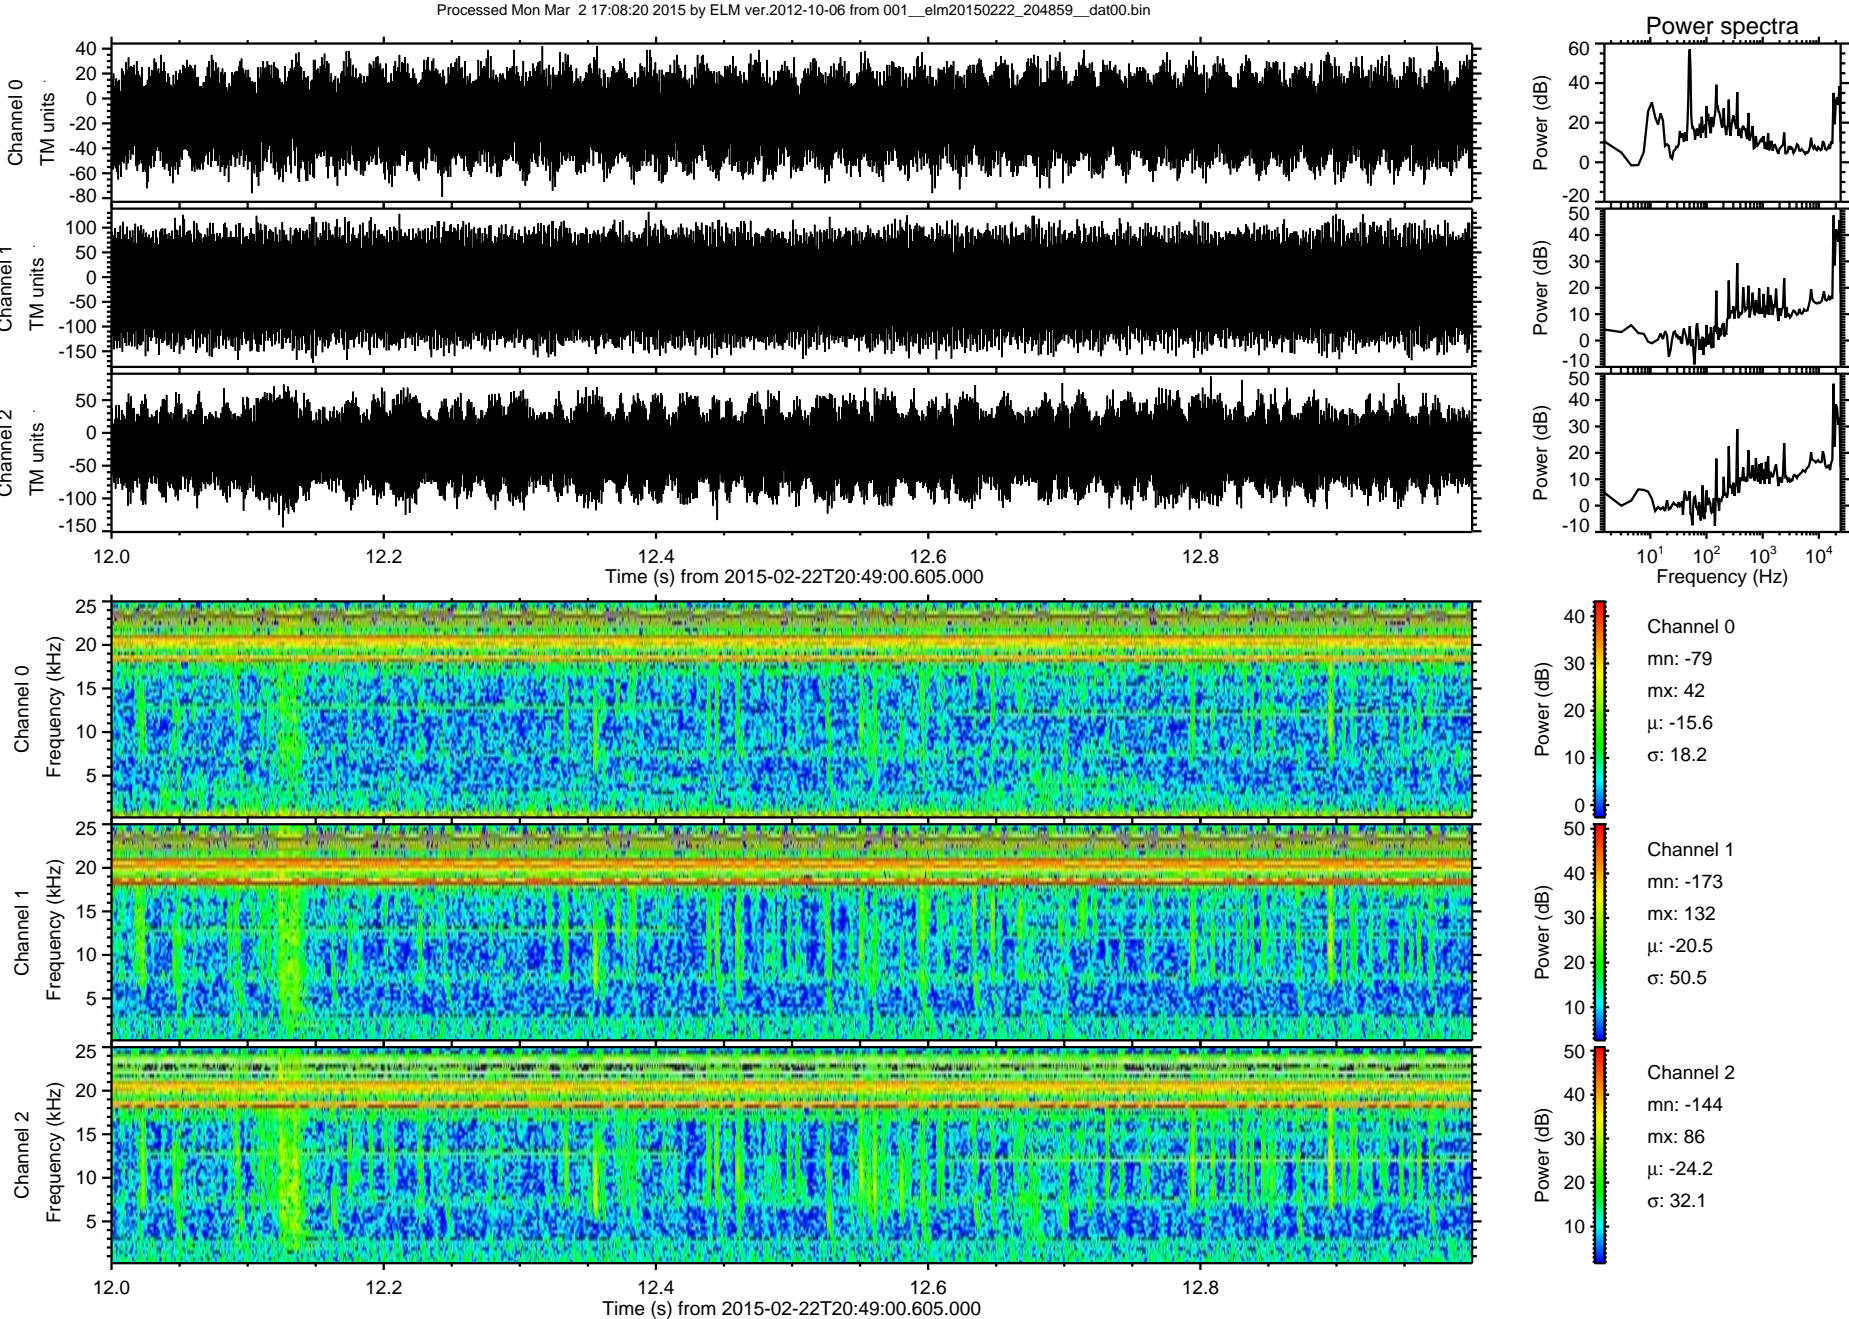 Processed Mon Mar  2 17:08:20 2015 by ELM ver.2012-10-06 from 001__elm20150222_204859__dat00.bin
Power spectra
Channel 0
TM units
40
20
0
-20
-40
-60
-80
Power (dB)
60
40
20
0
-20
Channel 1
TM units
100
50
0
-50
-100
-150
Power (dB)
50
40
30
20
10
0
-10
Channel 2
TM units
50
0
-50
-100
-150
Power (dB)
50
40
30
20
10
0
-10
12.0 12.2 12.4 12.6 12.8
Time (s) from 2015-02-22T20:49:00.605.000
10¹ 10² 10³ 10⁴
Frequency (Hz)
Channel 0
Frequency (kHz)
25
20
15
10
5
Power (dB)
40
30
20
10
0
Channel 0
mn: -79
mx: 42
μ: -15.6
σ: 18.2
Channel 1
Frequency (kHz)
25
20
15
10
5
Power (dB)
50
40
30
20
10
Channel 1
mn: -173
mx: 132
μ: -20.5
σ: 50.5
Channel 2
Frequency (kHz)
25
20
15
10
5
Power (dB)
50
40
30
20
10
Channel 2
mn: -144
mx: 86
μ: -24.2
σ: 32.1
12.0 12.2 12.4 12.6 12.8
Time (s) from 2015-02-22T20:49:00.605.000